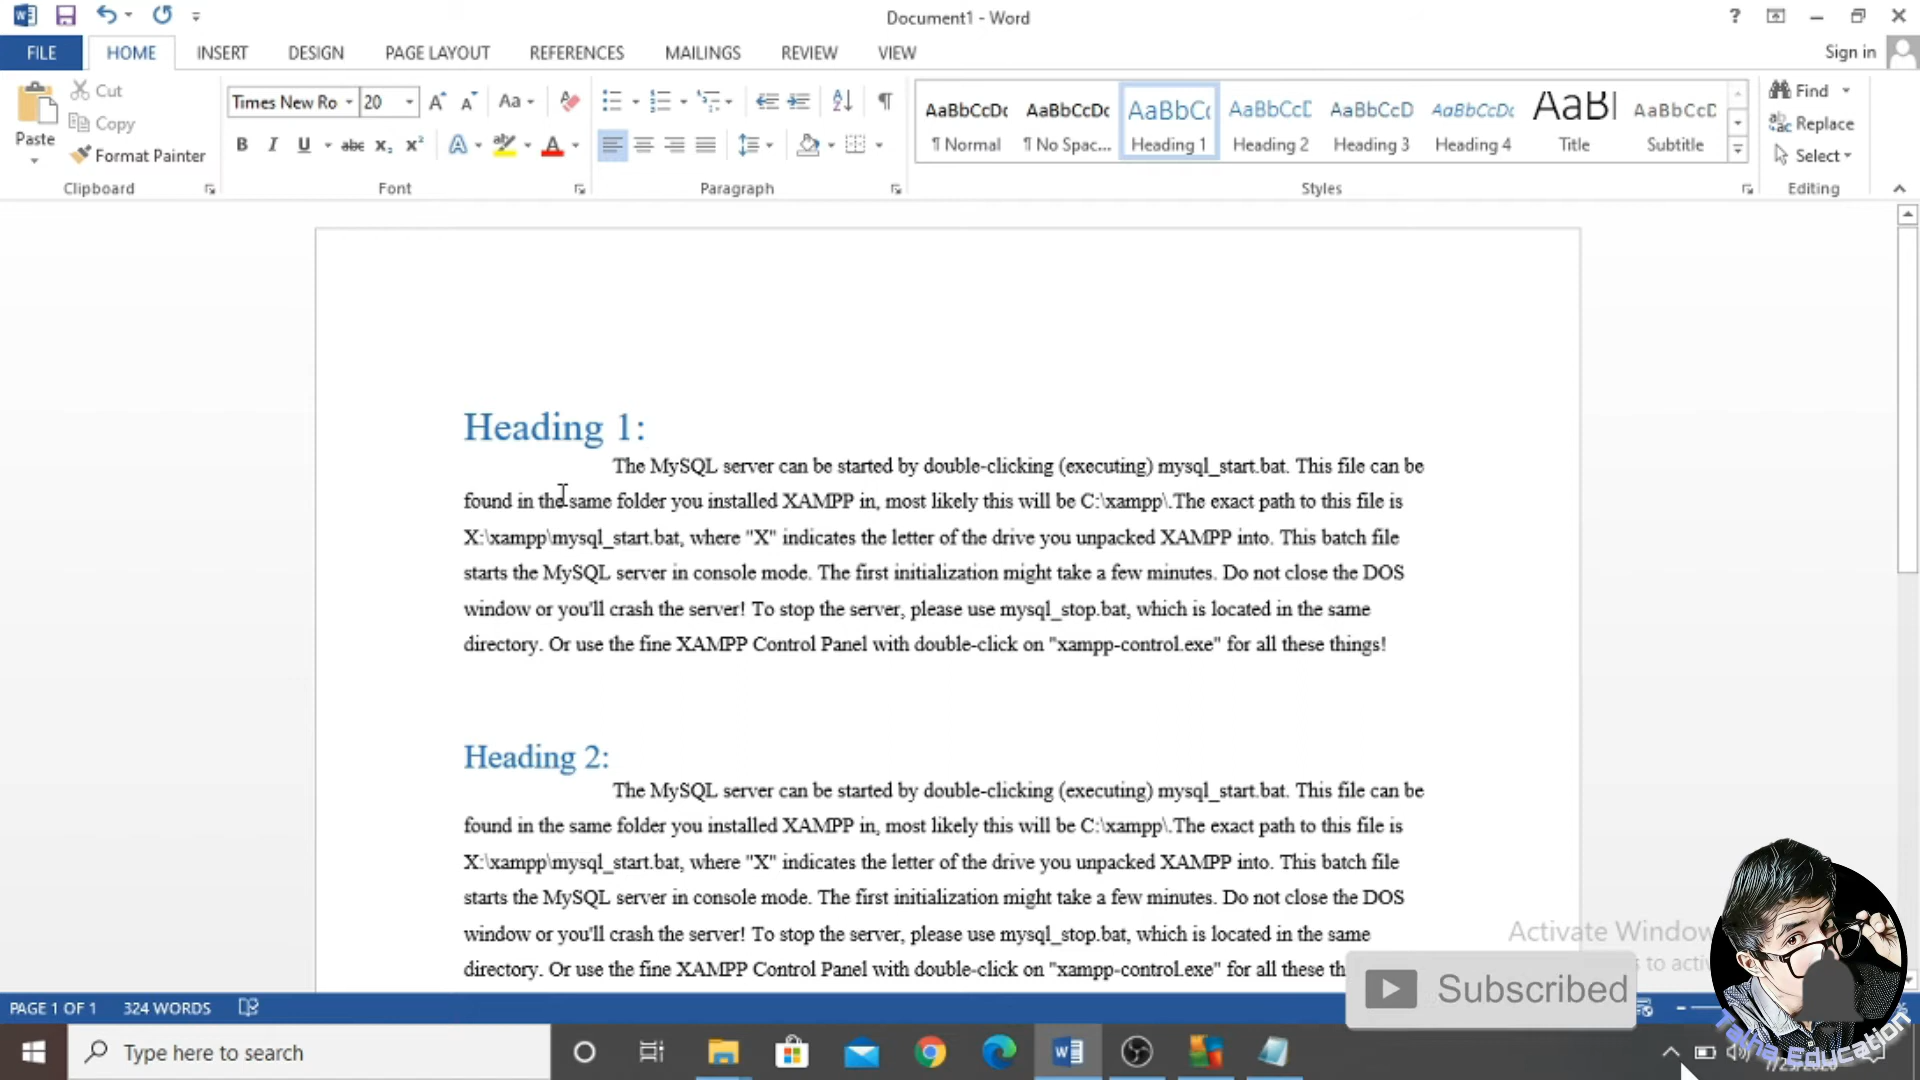 Document1 - Word
?
FILE
HOME
INSERT
DESIGN
PAGE LAYOUT
REFERENCES
MAILINGS
REVIEW
VIEW
Sign in
Paste
Cut
Copy
Format Painter
Clipboard
Times New Ro
20
Aa
B I U abc x₂ x²
Font
Paragraph
AaBbCcDc
¶ Normal
AaBbCcDc
¶ No Spac...
AaBbC
Heading 1
AaBbCcD
Heading 2
AaBbCcD
Heading 3
AaBbCcDc
Heading 4
AaB
Title
AaBbCcD
Subtitle
Styles
Find
Replace
Select
Editing
Heading 1:
The MySQL server can be started by double-clicking (executing) mysql_start.bat. This file can be
found in the same folder you installed XAMPP in, most likely this will be C:\xampp\.The exact path to this file is
X:\xampp\mysql_start.bat, where "X" indicates the letter of the drive you unpacked XAMPP into. This batch file
starts the MySQL server in console mode. The first initialization might take a few minutes. Do not close the DOS
window or you'll crash the server! To stop the server, please use mysql_stop.bat, which is located in the same
directory. Or use the fine XAMPP Control Panel with double-click on "xampp-control.exe" for all these things!
Heading 2:
The MySQL server can be started by double-clicking (executing) mysql_start.bat. This file can be
found in the same folder you installed XAMPP in, most likely this will be C:\xampp\.The exact path to this file is
X:\xampp\mysql_start.bat, where "X" indicates the letter of the drive you unpacked XAMPP into. This batch file
starts the MySQL server in console mode. The first initialization might take a few minutes. Do not close the DOS
window or you'll crash the server! To stop the server, please use mysql_stop.bat, which is located in the same
directory. Or use the fine XAMPP Control Panel with double-click on "xampp-control.exe" for all these th
Activate Window
to activ
Subscribed
Talha Education
PAGE 1 OF 1
324 WORDS
Type here to search